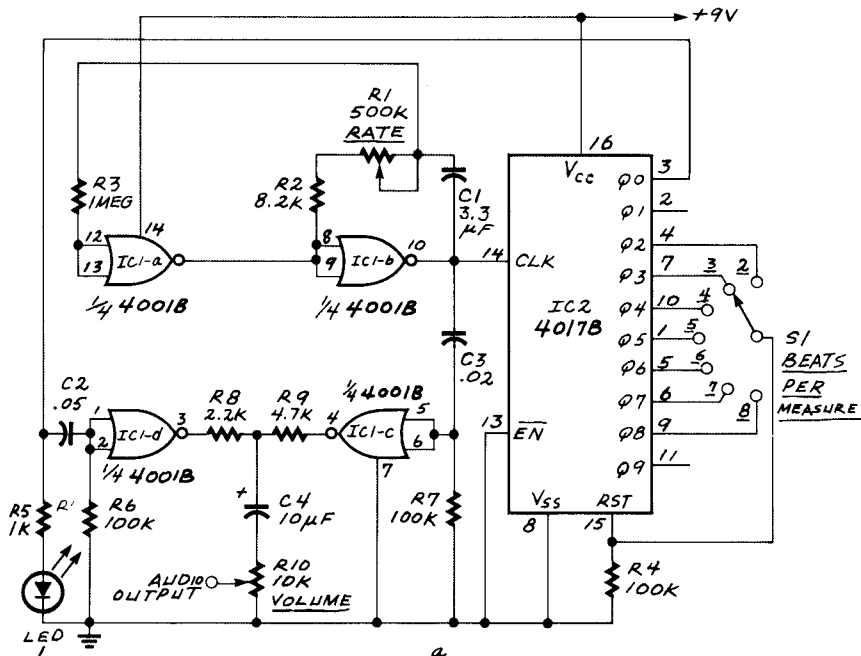 +9V
R1
500K
RATE
R3
1MEG
14
12
13
IC1-a
1/4 4001B
R2
8.2K
8
9
IC1-b
10
1/4 4001B
C1
3.3
µF
16
VCC
14 CLK
IC2
4017B
Q0 3
Q1 2
Q2 4
Q3 7
Q4 10
Q5 1
Q6 5
Q7 6
Q8 9
Q9 11
13 EN
VSS
8
RST
15
2
3
4
5
6
7
8
S1
BEATS
PER
MEASURE
C3
.02
C2
.05
1
2
IC1-d
3
1/4 4001B
R8
2.2K
R9
4.7K
1/4 4001B
4
IC1-c
5
6
7
R5
1K
R'
R6
100K
+
C4
10µF
R7
100K
AUDIO
OUTPUT
R10
10K
VOLUME
R4
100K
LED
1
a